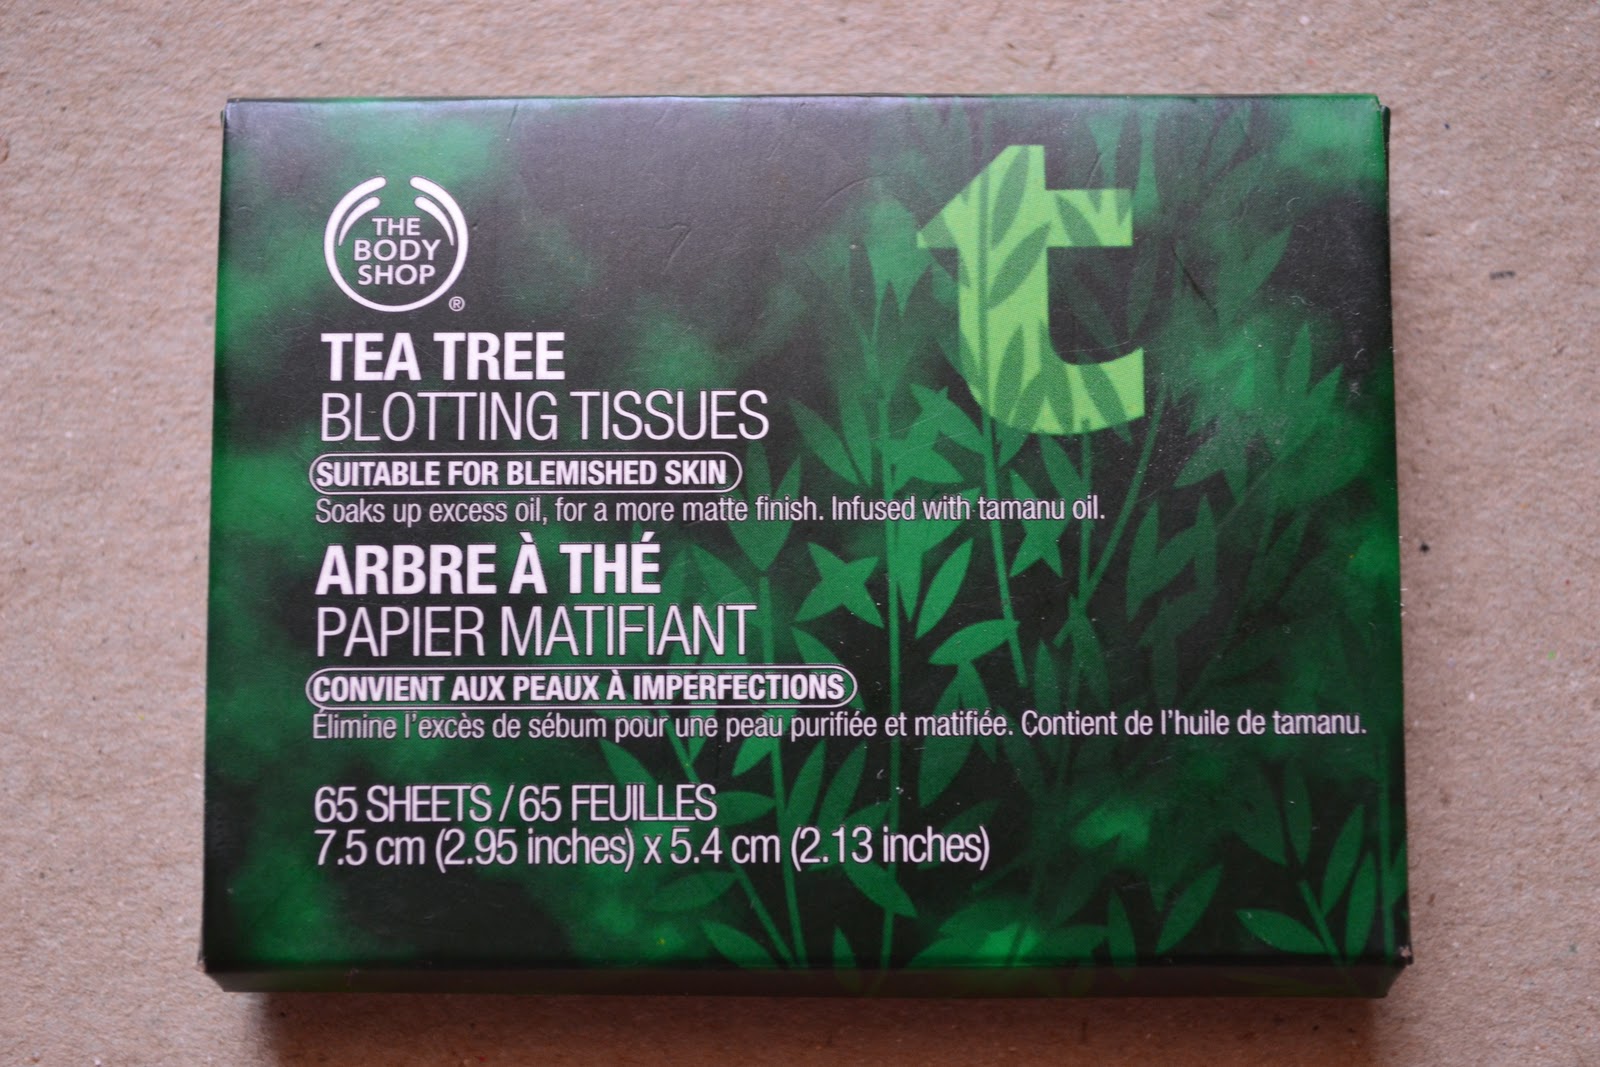 THE
BODY
SHOP
®
t
TEA TREE
BLOTTING TISSUES
SUITABLE FOR BLEMISHED SKIN
Soaks up excess oil, for a more matte finish. Infused with tamanu oil.
ARBRE À THÉ
PAPIER MATIFIANT
CONVIENT AUX PEAUX À IMPERFECTIONS
Élimine l'excès de sébum pour une peau purifiée et matifiée. Contient de l'huile de tamanu.
65 SHEETS / 65 FEUILLES
7.5 cm (2.95 inches) x 5.4 cm (2.13 inches)